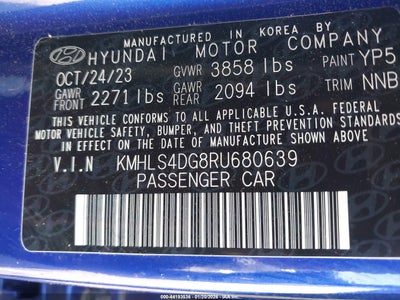 MANUFACTURED IN KOREA BY
HYUNDAI MOTOR COMPANY
OCT/24/23 GVWR 3858 lbs PAINT YP5
GAWR FRONT 2271 lbs GAWR REAR 2094 lbs TRIM NNB
THIS VEHICLE CONFORMS TO ALL APPLICABLE U.S.A. FEDERAL
MOTOR VEHICLE SAFETY, BUMPER, AND THEFT PREVENTION STANDARDS
IN EFFECT ON THE DATE OF MANUFACTURE SHOWN ABOVE.
V.I.N KMHLS4DG8RU680639
PASSENGER CAR